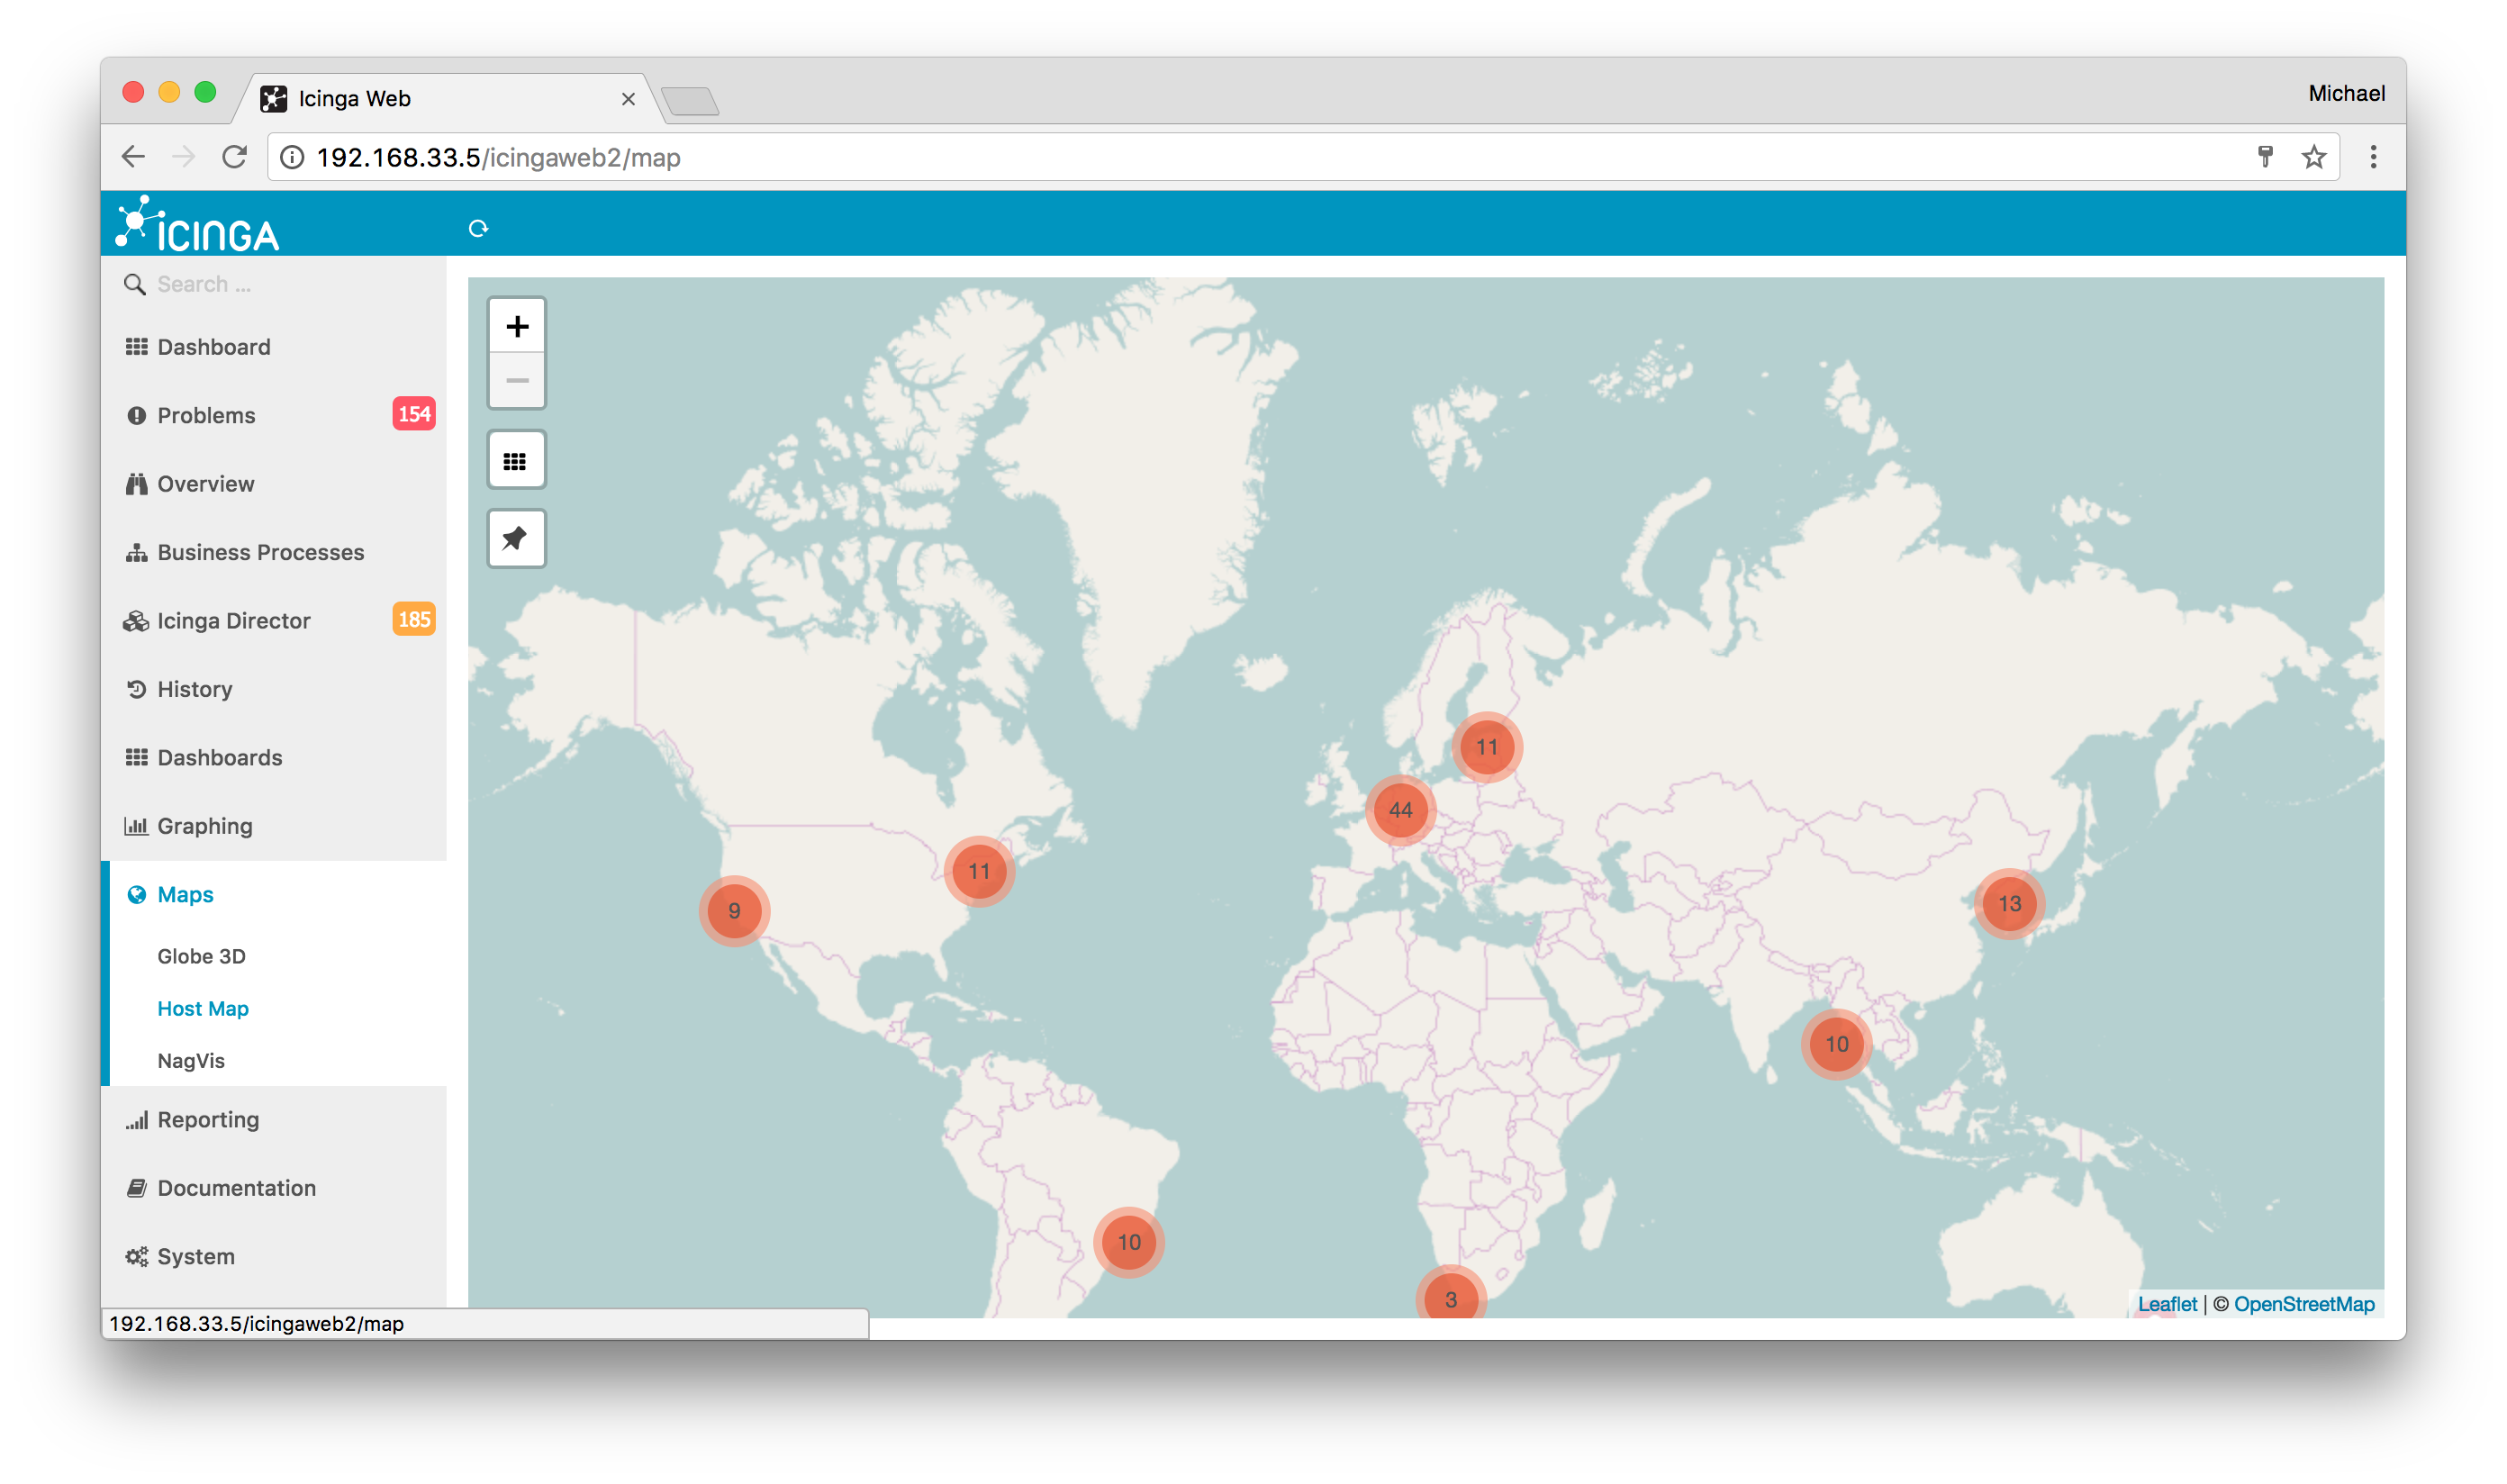 Icinga Web
Michael
192.168.33.5/icingaweb2/map
ICINGA
Search ...
Dashboard
Problems 154
Overview
Business Processes
Icinga Director 185
History
Dashboards
Graphing
Maps
Globe 3D
Host Map
NagVis
Reporting
Documentation
System
192.168.33.5/icingaweb2/map
+
−
11
44
11
9
13
10
10
3
Leaflet | © OpenStreetMap